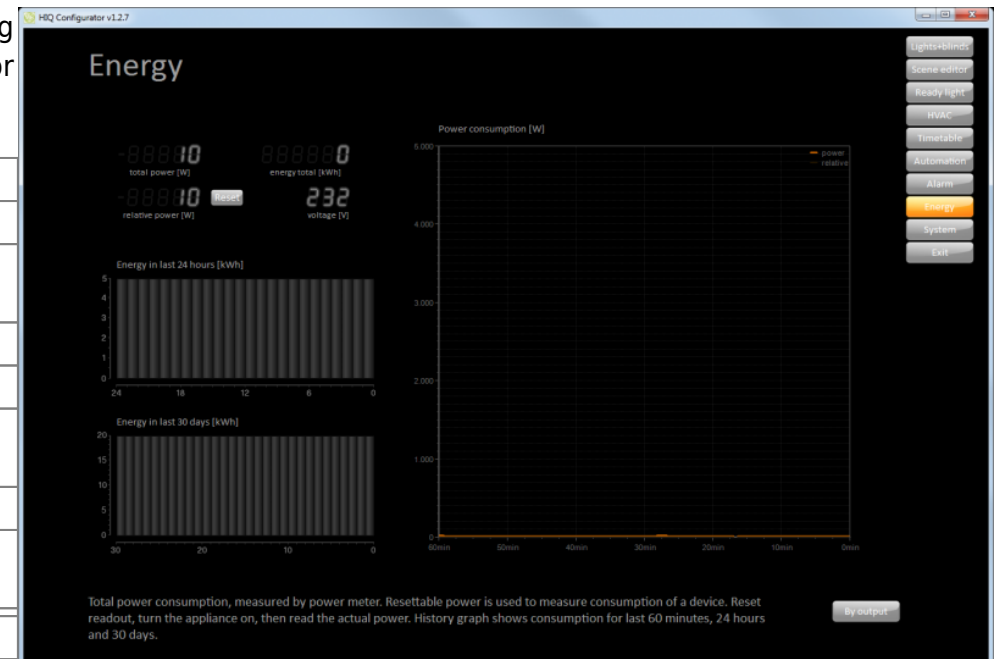 g
or
HIQ Configurator v1.2.7
Energy
Lights+blinds
Scene editor
Ready light
HVAC
Timetable
Automation
Alarm
Energy
System
Exit
10
total power [W]
0
energy total [kWh]
10
relative power [W]
Reset
232
voltage [V]
Energy in last 24 hours [kWh]
5
4
3
2
1
0
24 18 12 6 0
Energy in last 30 days [kWh]
20
15
10
5
0
30 20 10 0
Power consumption [W]
power
relative
6.000
4.000
3.000
2.000
1.000
0
60min 50min 40min 30min 20min 10min 0min
Total power consumption, measured by power meter. Resettable power is used to measure consumption of a device. Reset
readout, turn the appliance on, then read the actual power. History graph shows consumption for last 60 minutes, 24 hours
and 30 days.
By output